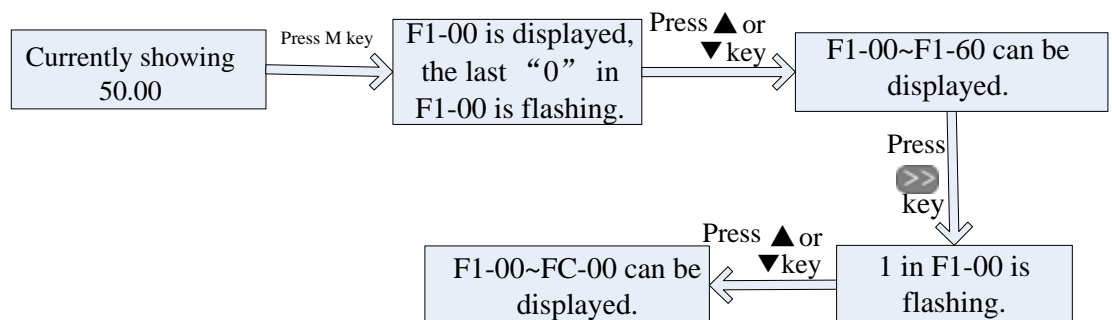 Currently showing
50.00
Press M key
F1-00 is displayed,
the last “0” in
F1-00 is flashing.
Press ▲ or
▼ key
F1-00~F1-60 can be
displayed.
Press
>>
key
1 in F1-00 is
flashing.
Press ▲ or
▼ key
F1-00~FC-00 can be
displayed.